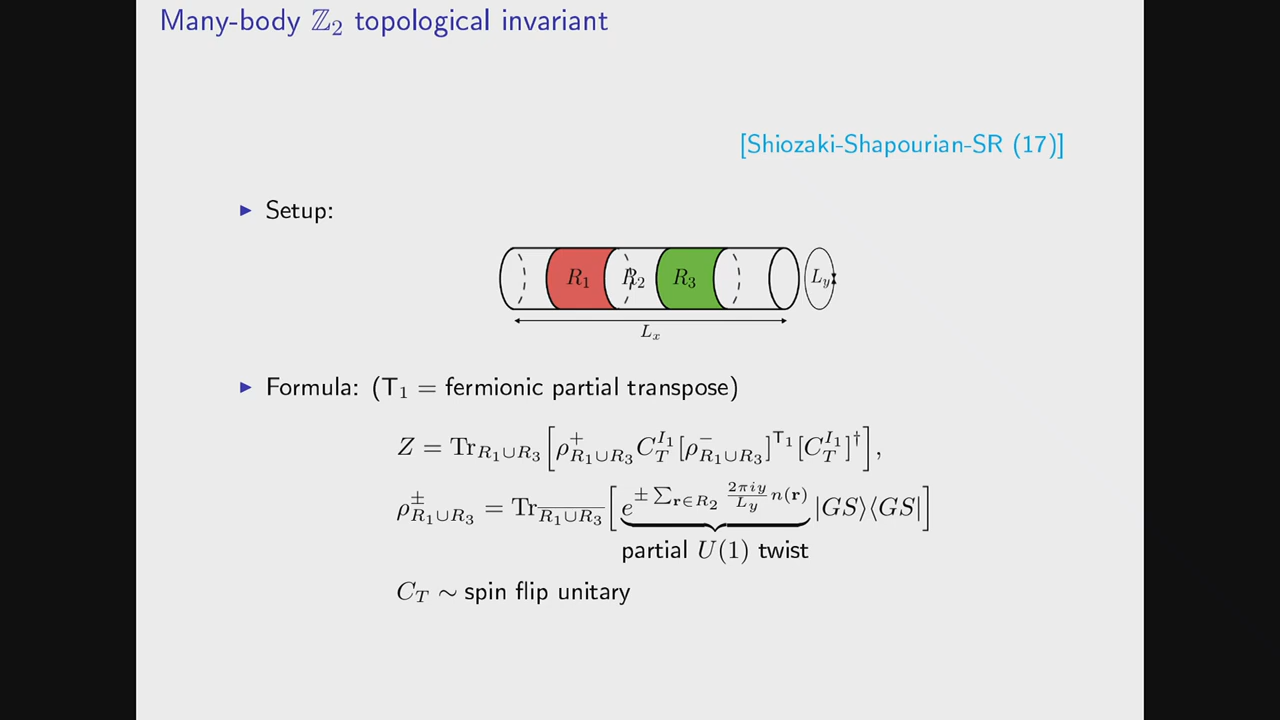 Many-body ℤ₂ topological invariant
[Shiozaki-Shapourian-SR (17)]
▶ Setup:
R₁ R₂ R₃ L_y
L_x
▶ Formula: (T₁ = fermionic partial transpose)
Z = Tr_{R₁∪R₃}[ρ^+_{R₁∪R₃} C_T^{I₁} [ρ^-_{R₁∪R₃}]^{T₁} [C_T^{I₁}]^†],
ρ^±_{R₁∪R₃} = Tr_{\overline{R₁∪R₃}}[e^{±∑_{r∈R₂} \frac{2πiy}{L_y} n(r)} |GS⟩⟨GS|]
partial U(1) twist
C_T ∼ spin flip unitary